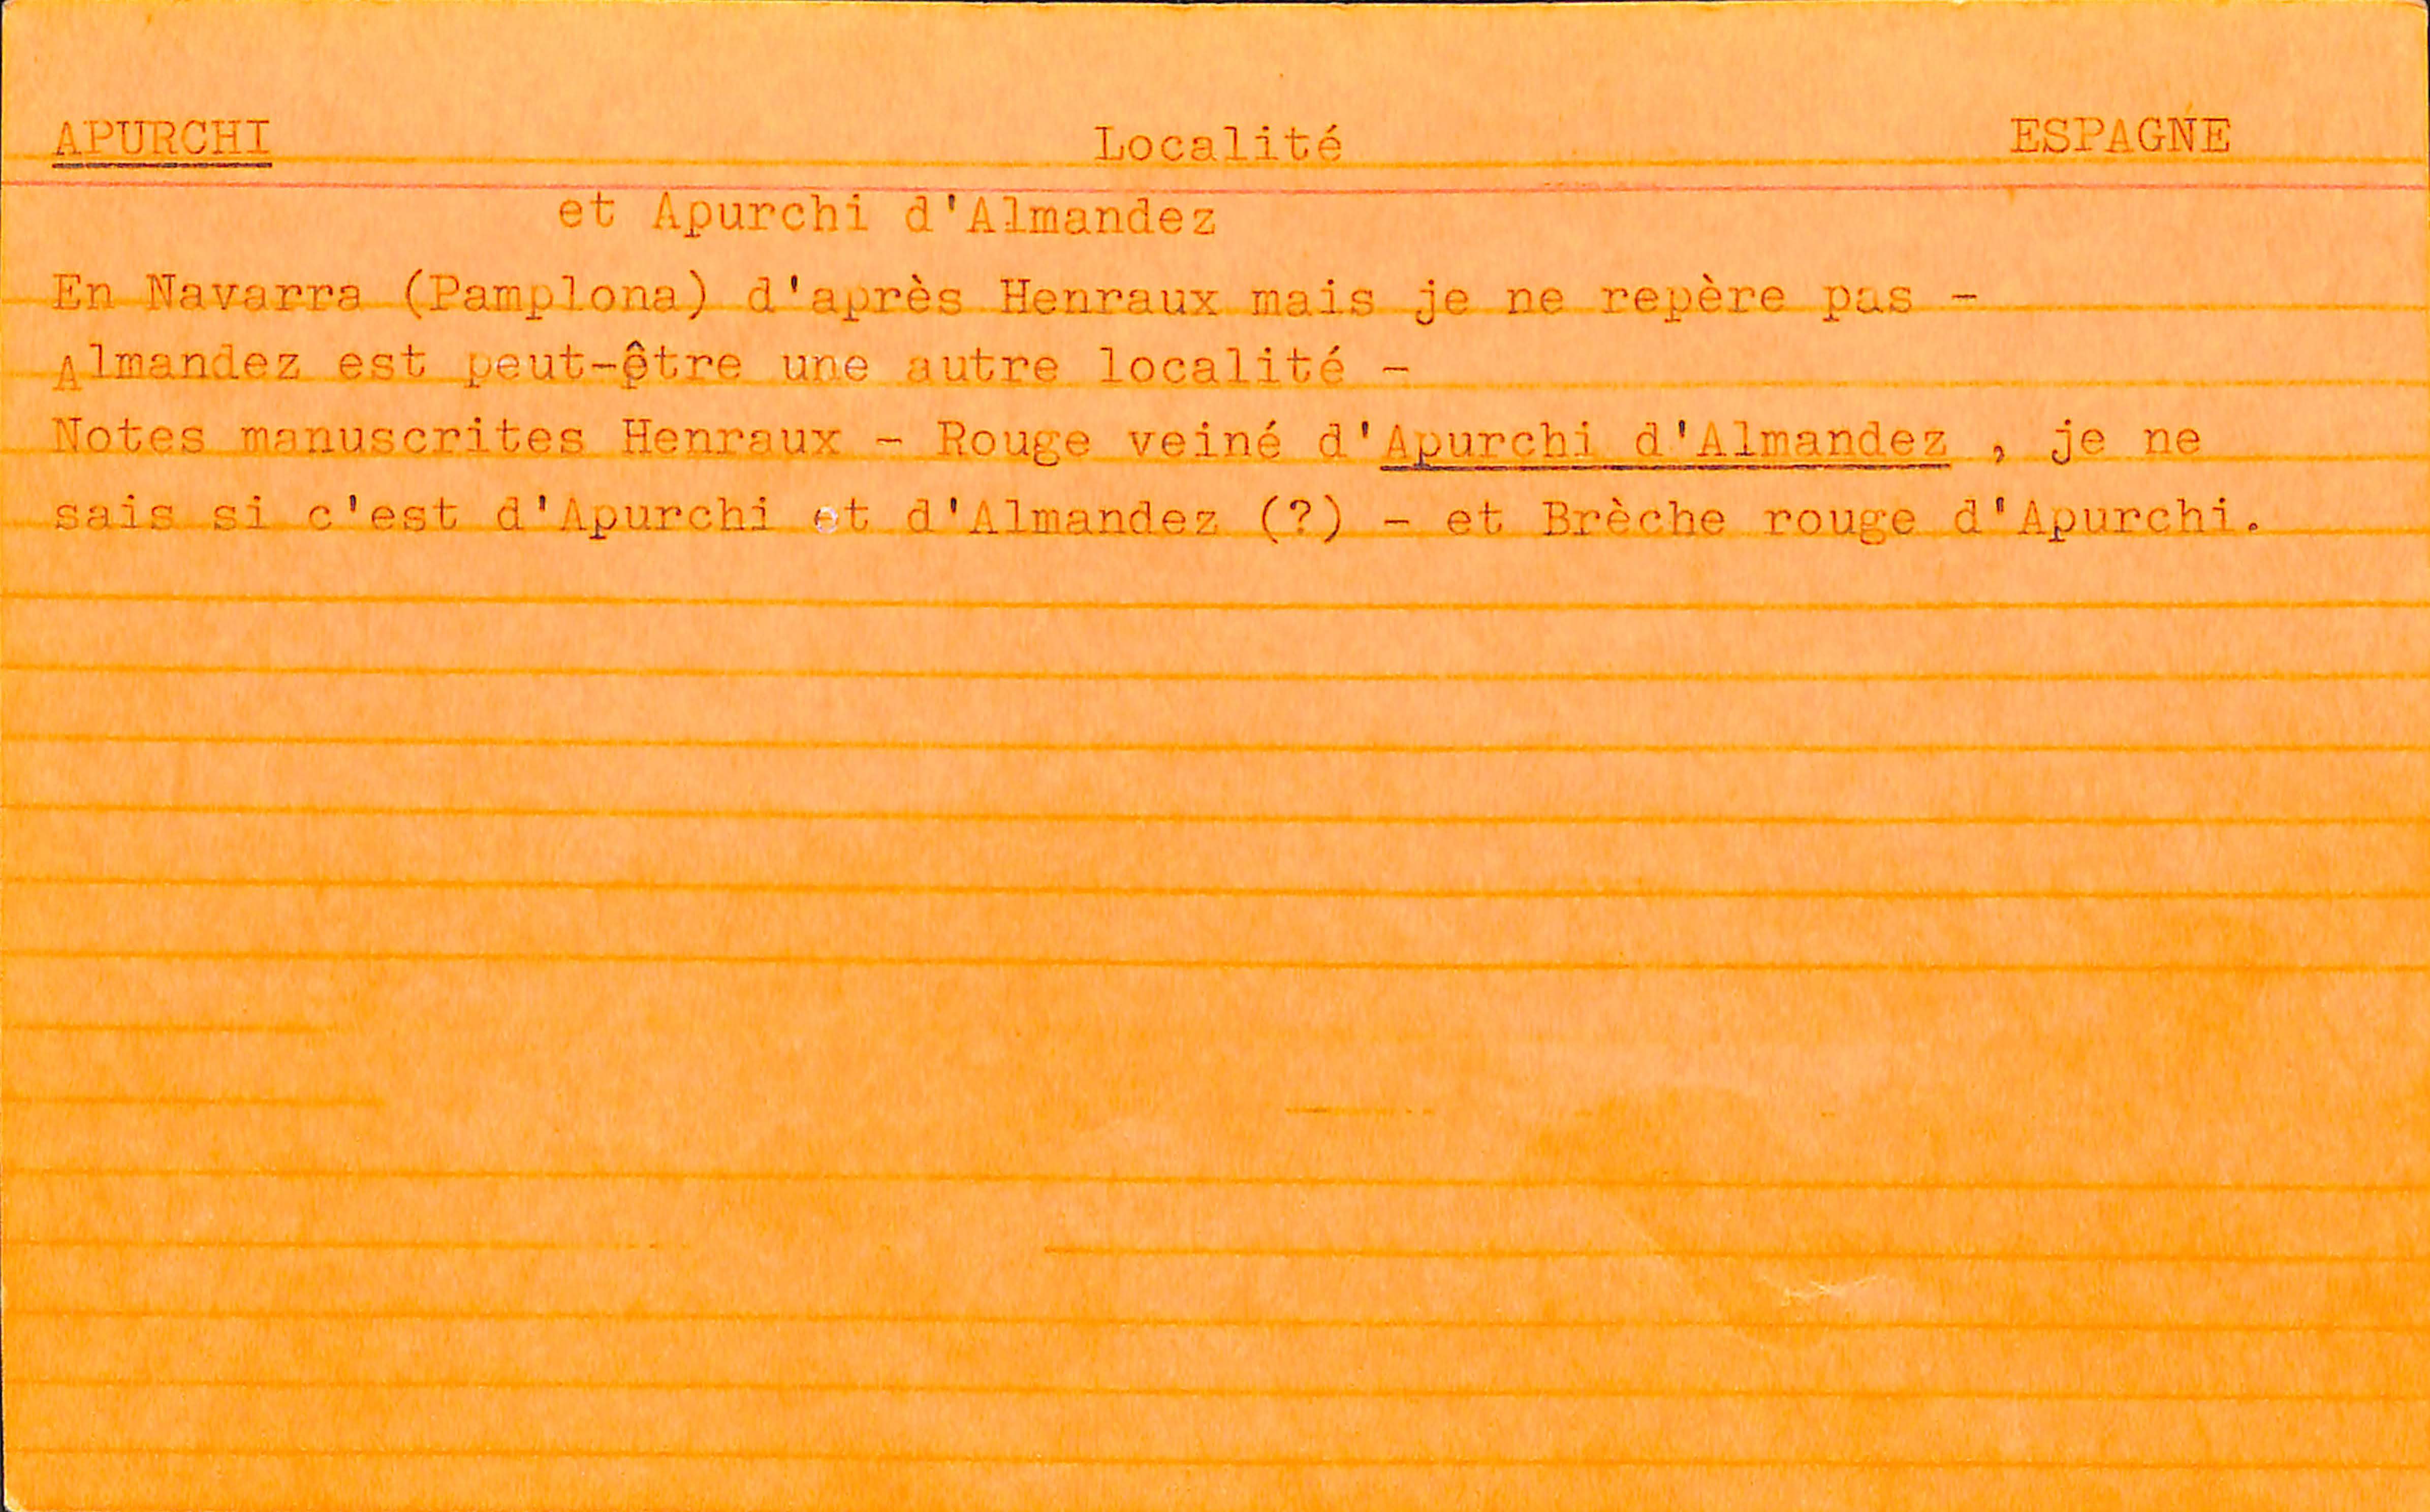 APURCHI Localité ESPAGNE
et Apurchi d'Almandez
En Navarra (Pamplona) d'après Henraux mais je ne repère pas -
Almandez est peut-être une autre localité -
Notes manuscrites Henraux - Rouge veiné d'Apurchi d'Almandez , je ne
sais si c'est d'Apurchi et d'Almandez (?) - et Brèche rouge d'Apurchi.